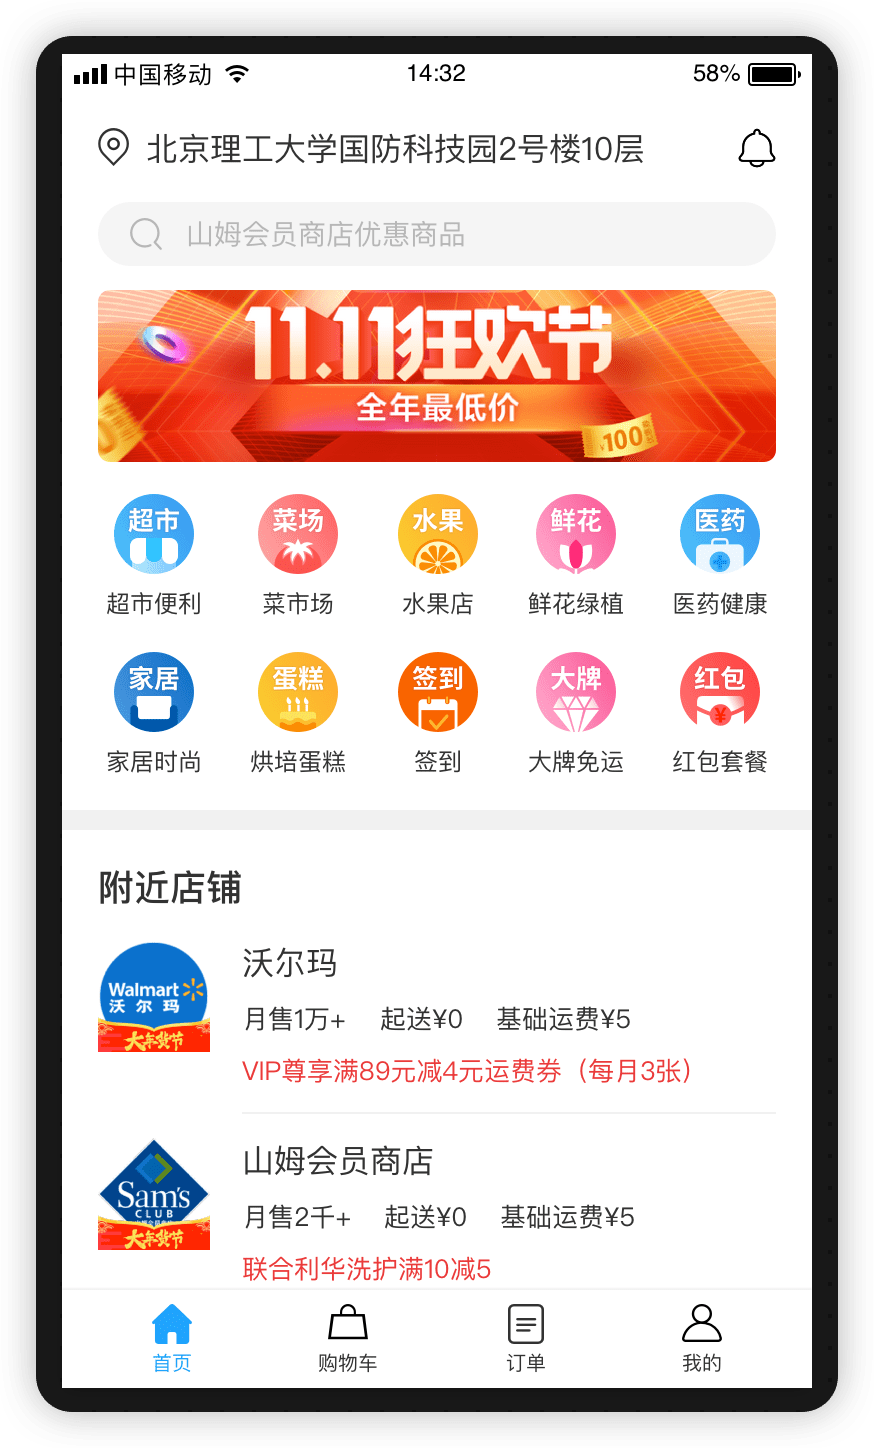 中国移动 14:32 58%
北京理工大学国防科技园2号楼10层
山姆会员商店优惠商品
11.11狂欢节
全年最低价
¥100
超市 菜场 水果 鲜花 医药
超市便利 菜市场 水果店 鲜花绿植 医药健康
家居 蛋糕 签到 大牌 红包
¥
家居时尚 烘培蛋糕 签到 大牌免运 红包套餐
附近店铺
Walmart
沃尔玛
大年货节
沃尔玛
月售1万+ 起送¥0 基础运费¥5
VIP尊享满89元减4元运费券（每月3张）
Sam's
CLUB
大年货节
山姆会员商店
月售2千+ 起送¥0 基础运费¥5
联合利华洗护满10减5
首页 购物车 订单 我的